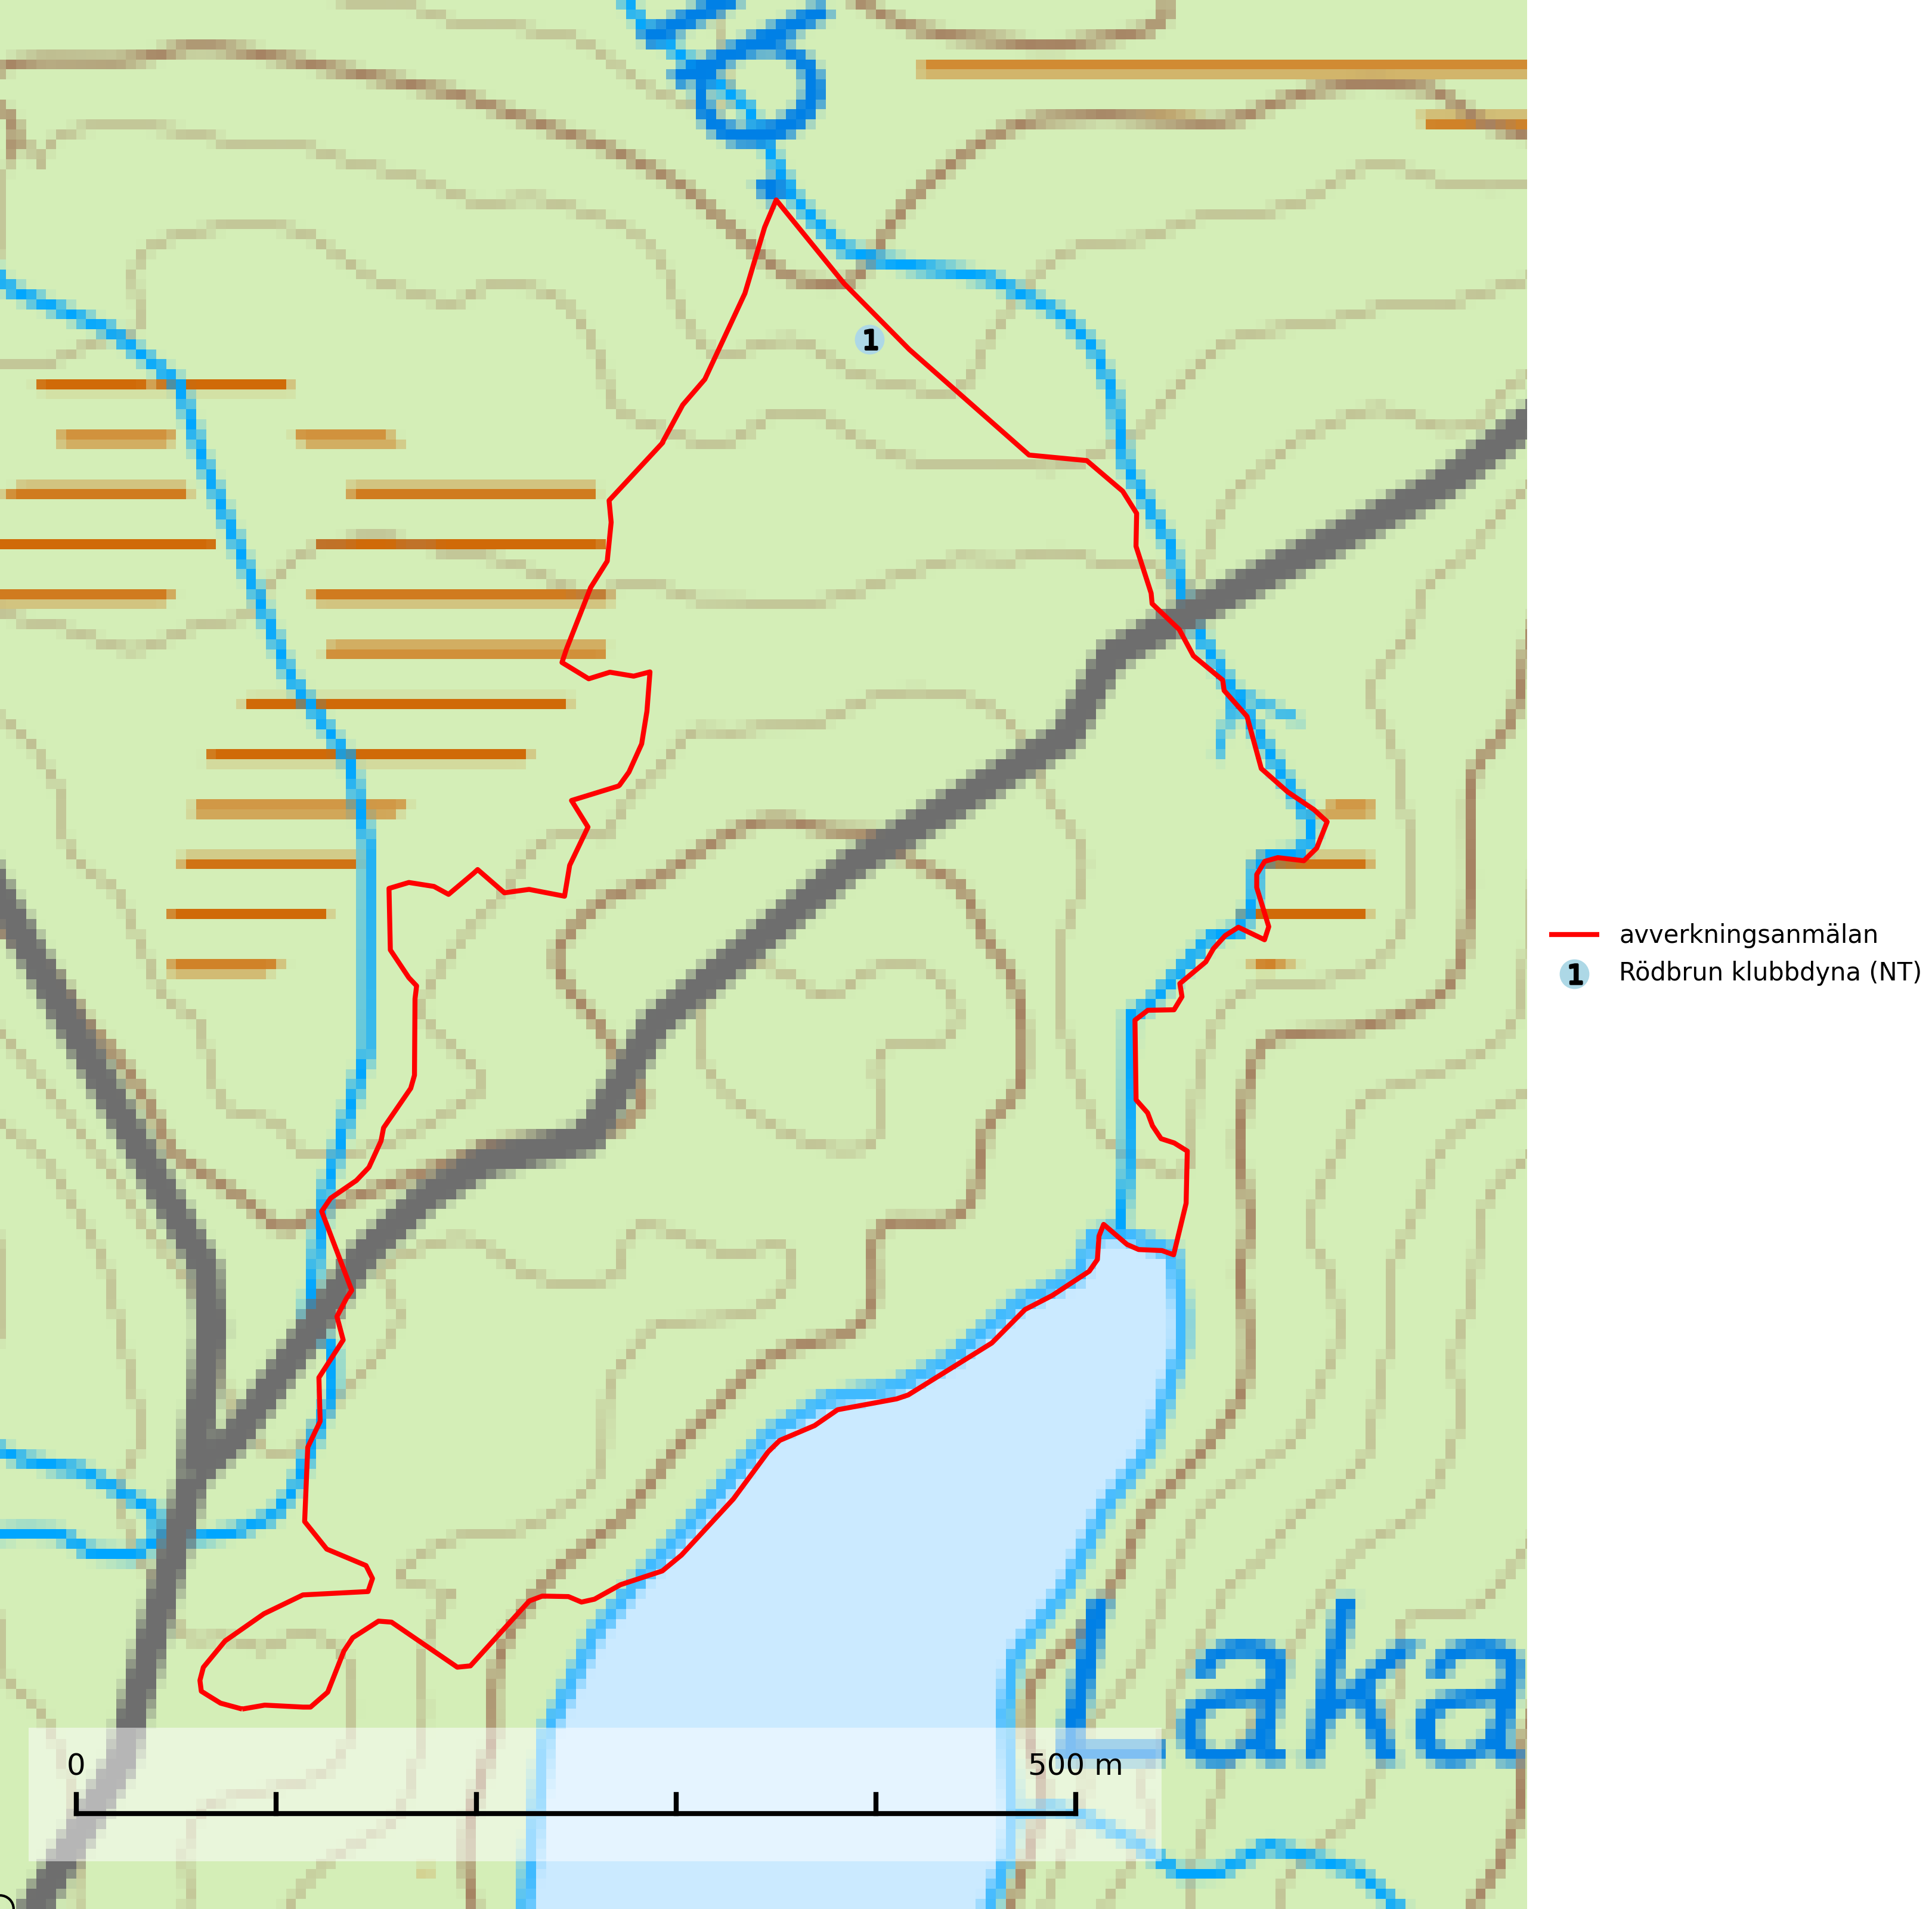 1
avverkningsanmälan
1 Rödbrun klubbdyna (NT)
Laka
0 500 m